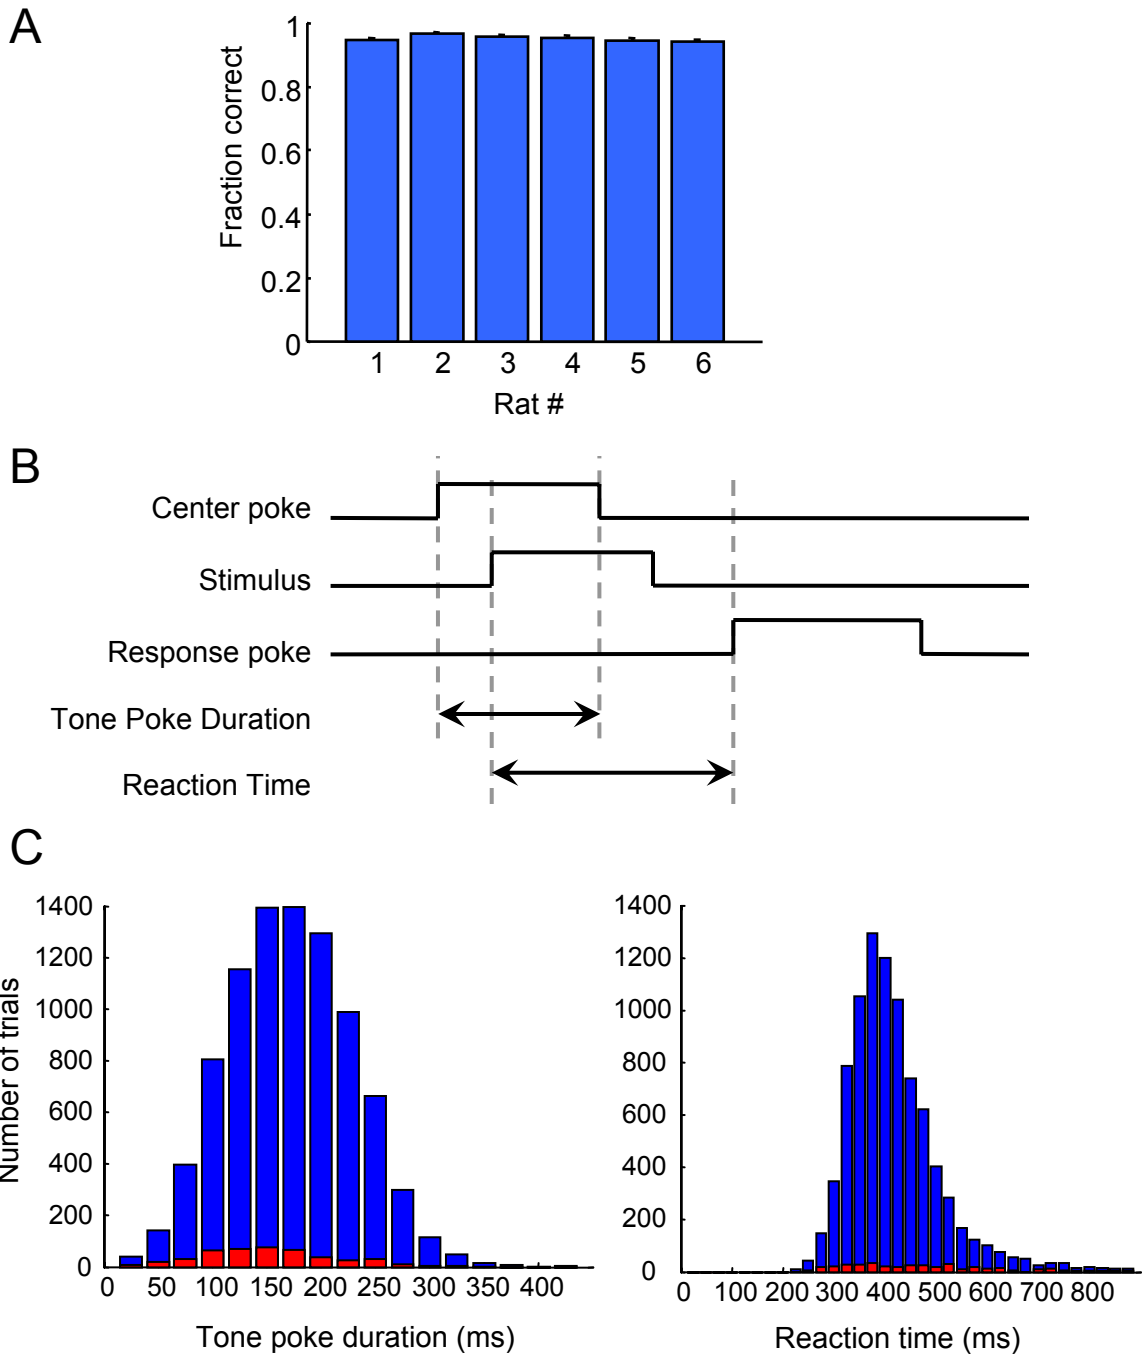 A
Fraction correct
1
0.8
0.6
0.4
0.2
0
1 2 3 4 5 6
Rat #
B
Center poke
Stimulus
Response poke
Tone Poke Duration
Reaction Time
C
Number of trials
1400
1200
1000
800
600
400
200
0
0 50 100 150 200 250 300 350 400
Tone poke duration (ms)
1400
1200
1000
800
600
400
200
0
0 100 200 300 400 500 600 700 800
Reaction time (ms)